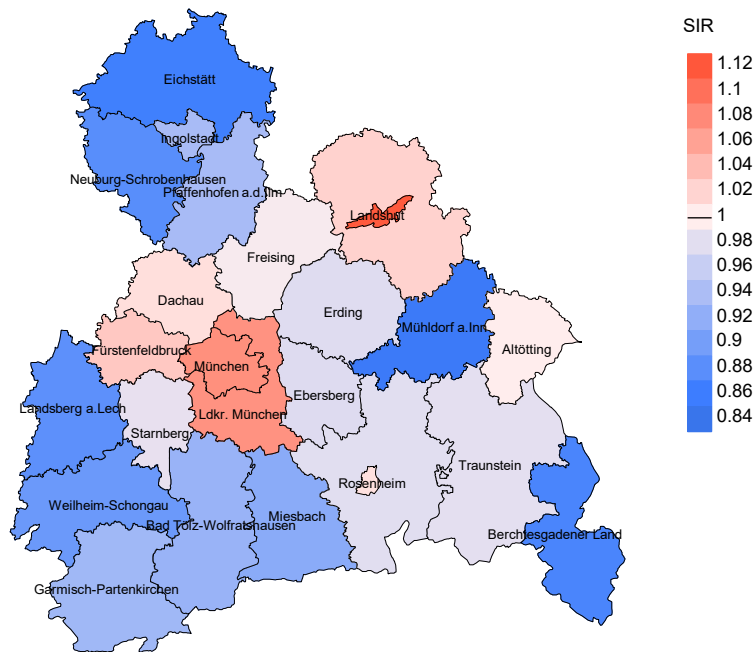 SIR
1.12
1.1
1.08
1.06
1.04
1.02
1
0.98
0.96
0.94
0.92
0.9
0.88
0.86
0.84
Eichstätt
Ingolstadt
Neuburg-Schrobenhausen
Pfaffenhofen a.d.Ilm
Landshut
Freising
Dachau
Erding
Mühldorf a.Inn
Altötting
Fürstenfeldbruck
München
Landsberg a.Lech
Ldkr. München
Ebersberg
Starnberg
Traunstein
Rosenheim
Weilheim-Schongau
Bad Tölz-Wolfratshausen
Miesbach
Berchtesgadener Land
Garmisch-Partenkirchen